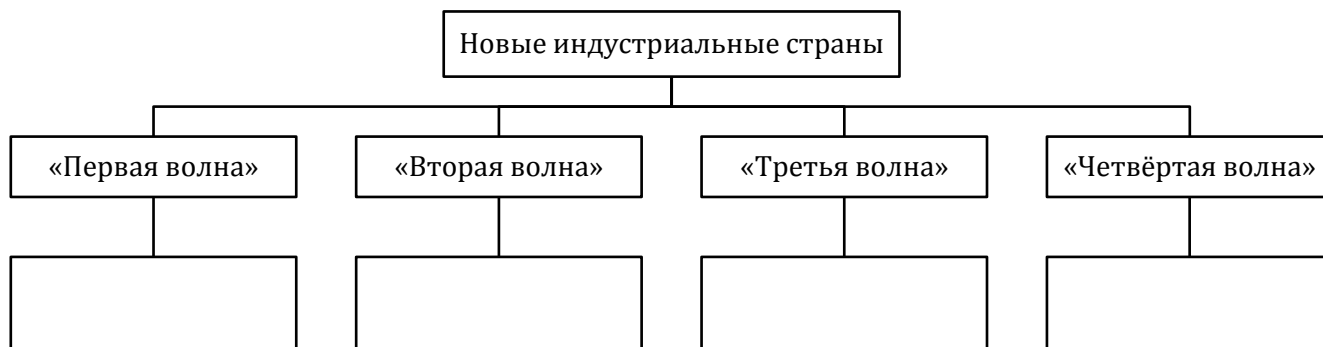 Новые индустриальные страны
«Первая волна»
«Вторая волна»
«Третья волна»
«Четвёртая волна»